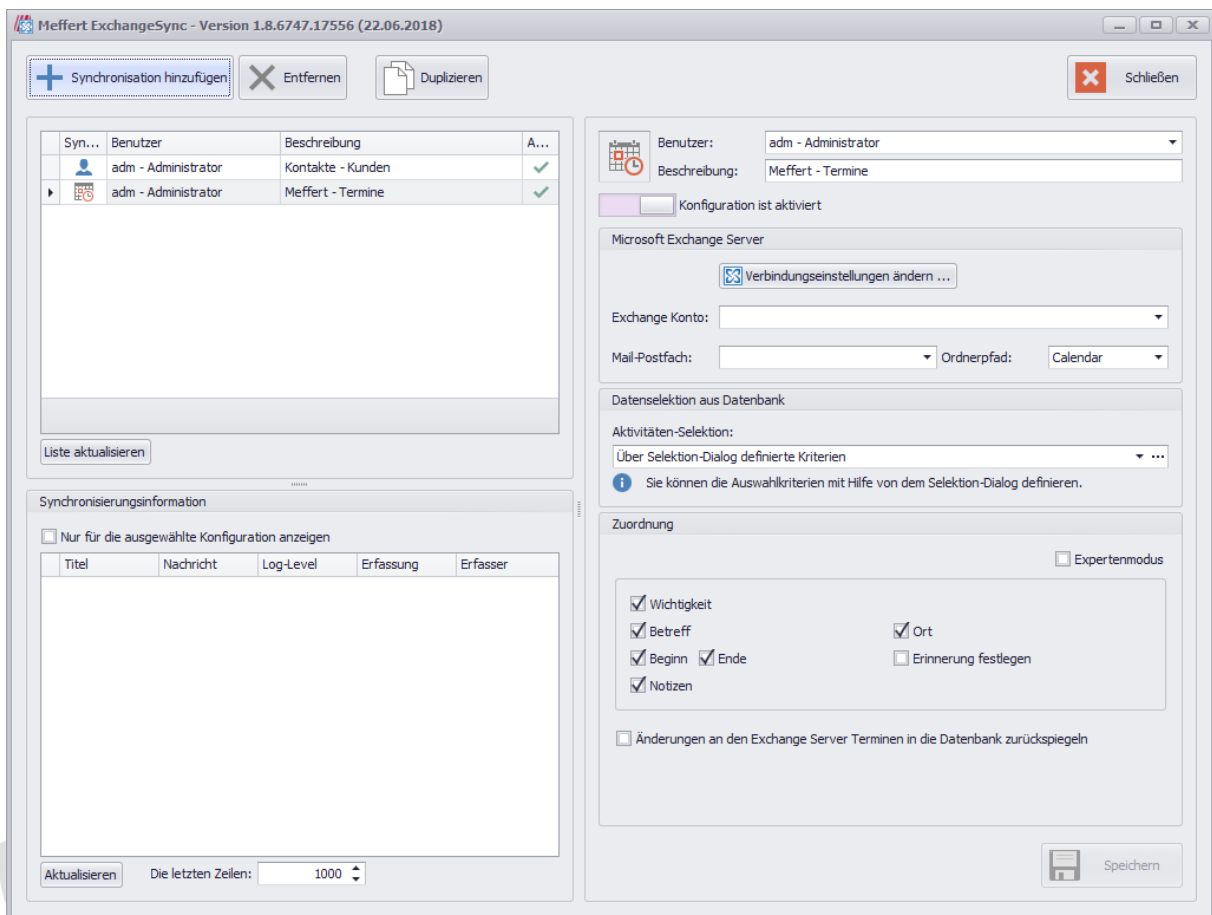 Meffert ExchangeSync - Version 1.8.6747.17556 (22.06.2018)
Synchronisation hinzufügen Entfernen Duplizieren Schließen
Syn... Benutzer Beschreibung A...
adm - Administrator Kontakte - Kunden
adm - Administrator Meffert - Termine
Liste aktualisieren
Synchronisierungsinformation
Nur für die ausgewählte Konfiguration anzeigen
Titel Nachricht Log-Level Erfassung Erfasser
Aktualisieren Die letzten Zeilen: 1000
Benutzer: adm - Administrator
Beschreibung: Meffert - Termine
Konfiguration ist aktiviert
Microsoft Exchange Server
Verbindungseinstellungen ändern ...
Exchange Konto:
Mail-Postfach: Ordnerpfad: Calendar
Datenselektion aus Datenbank
Aktivitäten-Selektion:
Über Selektion-Dialog definierte Kriterien ...
Sie können die Auswahlkriterien mit Hilfe von dem Selektion-Dialog definieren.
Zuordnung
Expertenmodus
Wichtigkeit
Betreff Ort
Beginn Ende Erinnerung festlegen
Notizen
Änderungen an den Exchange Server Terminen in die Datenbank zurückspiegeln
Speichern